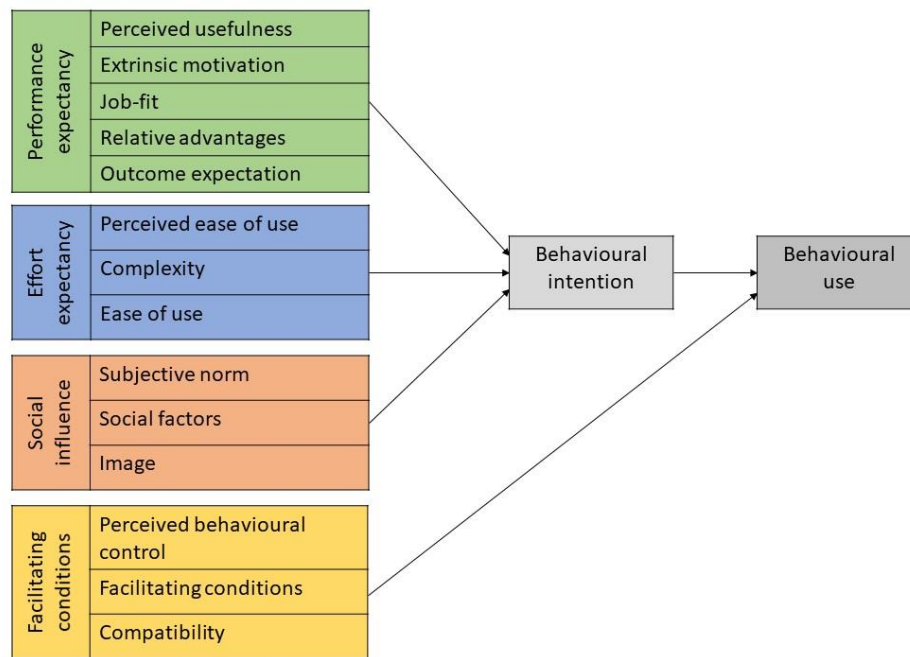 Performance
expectancy
Perceived usefulness
Extrinsic motivation
Job-fit
Relative advantages
Outcome expectation
Effort
expectancy
Perceived ease of use
Complexity
Ease of use
Behavioural
intention
Behavioural
use
Social
influence
Subjective norm
Social factors
Image
Facilitating
conditions
Perceived behavioural
control
Facilitating conditions
Compatibility